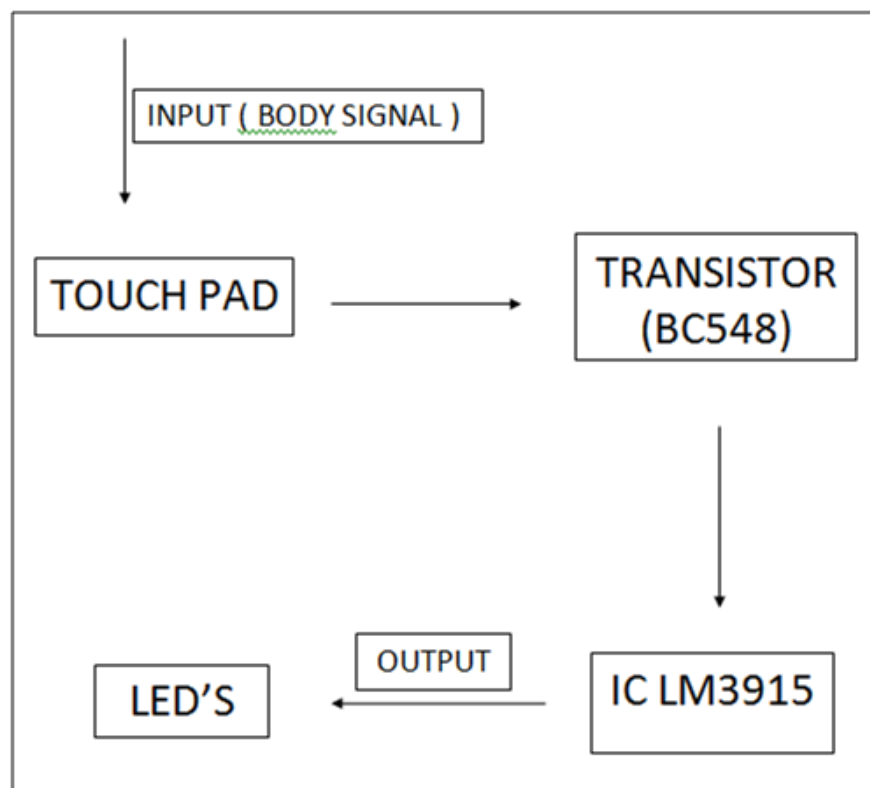 INPUT ( BODY SIGNAL )
TOUCH PAD
TRANSISTOR
(BC548)
OUTPUT
LED’S
IC LM3915